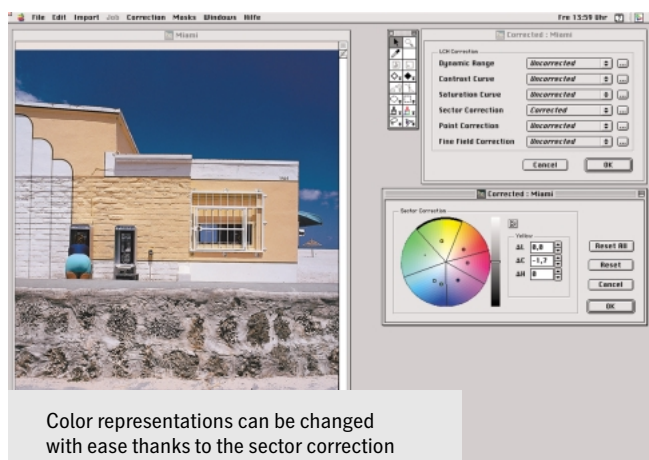 File Edit Import Job Correction Masks Windows Hilfe
Fre 13:59 Uhr
Miami
Corrected : Miami
LCH Correction
Dynamic Range Uncorrected
Contrast Curve Uncorrected
Saturation Curve Uncorrected
Sector Correction Corrected
Point Correction Uncorrected
Fine Field Correction Uncorrected
Cancel OK
Corrected : Miami
Sector Correction
Yellow
ΔL 0,0
ΔC -1,7
ΔH 0
Reset All
Reset
Cancel
OK
Color representations can be changed
with ease thanks to the sector correction